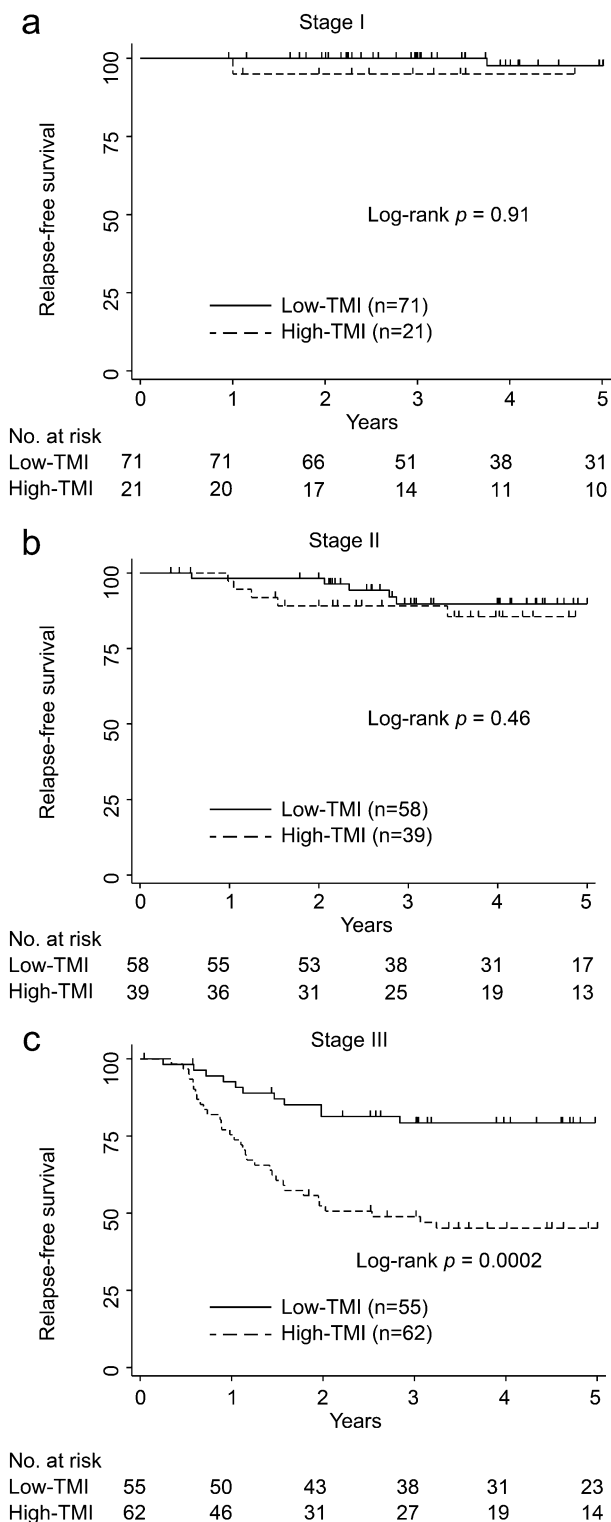 a
Stage I
Relapse-free survival
100
75
50
25
0
Log-rank p = 0.91
Low-TMI (n=71)
High-TMI (n=21)
0 1 2 3 4 5
Years
No. at risk
Low-TMI 71 71 66 51 38 31
High-TMI 21 20 17 14 11 10
b
Stage II
Relapse-free survival
100
75
50
25
0
Log-rank p = 0.46
Low-TMI (n=58)
High-TMI (n=39)
0 1 2 3 4 5
Years
No. at risk
Low-TMI 58 55 53 38 31 17
High-TMI 39 36 31 25 19 13
c
Stage III
Relapse-free survival
100
75
50
25
0
Log-rank p = 0.0002
Low-TMI (n=55)
High-TMI (n=62)
0 1 2 3 4 5
Years
No. at risk
Low-TMI 55 50 43 38 31 23
High-TMI 62 46 31 27 19 14